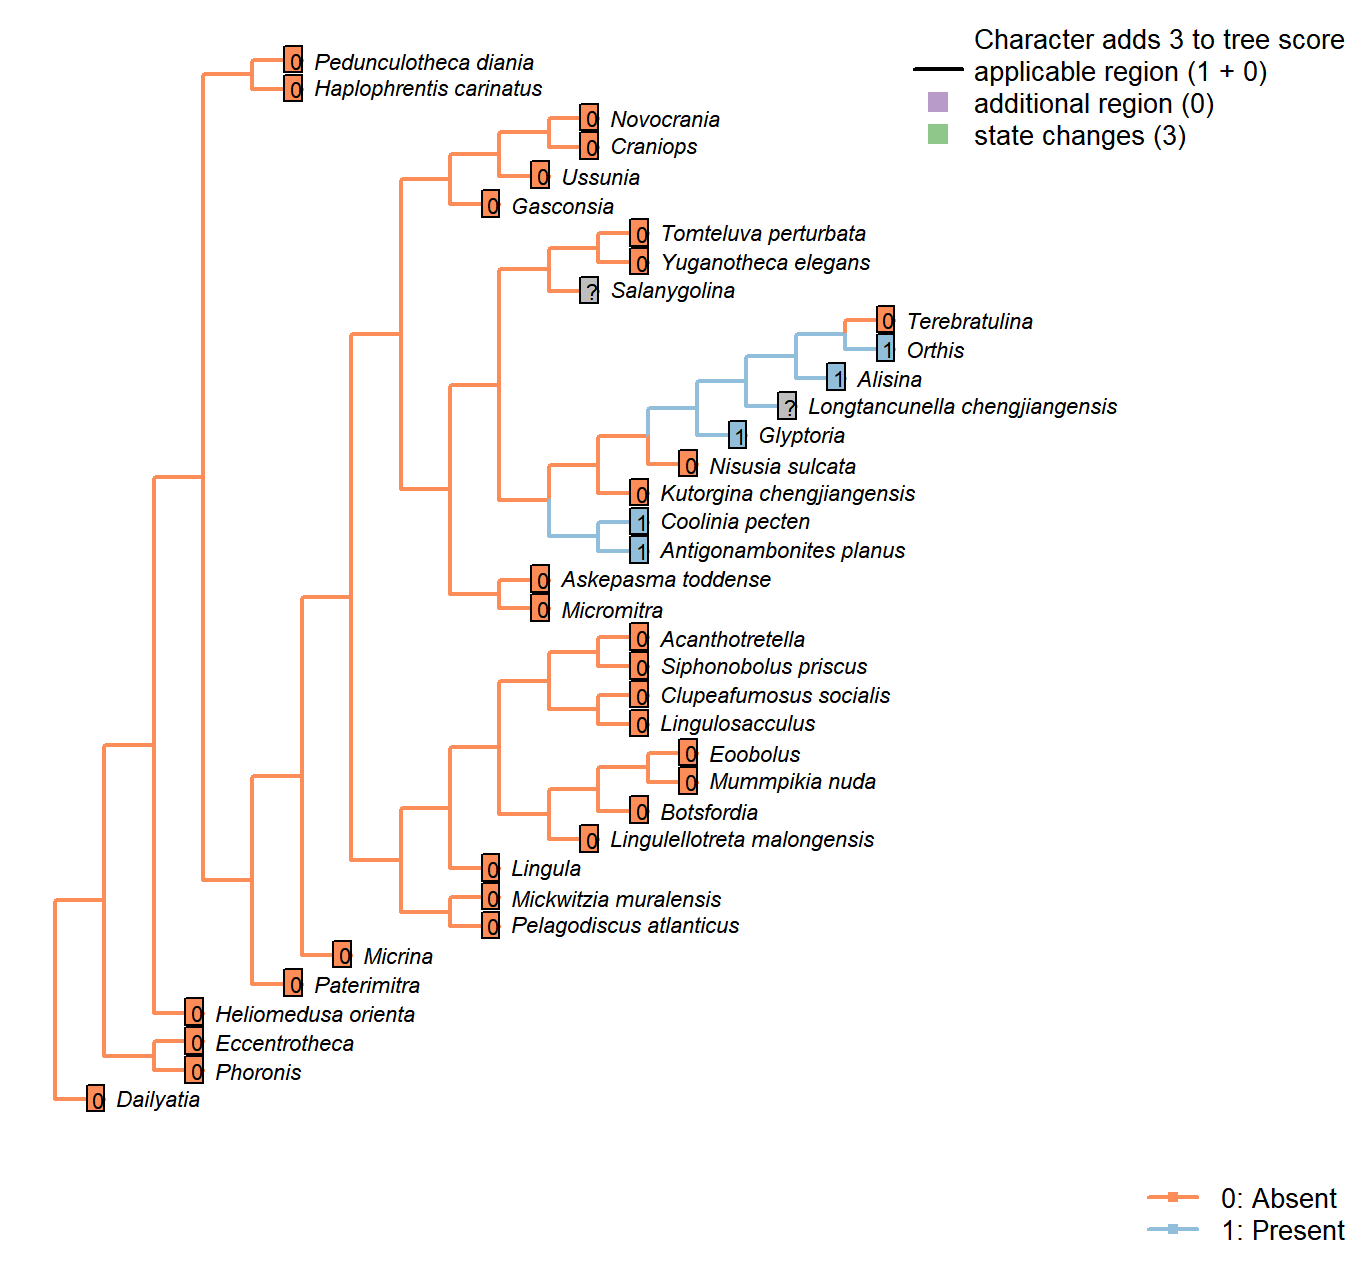 Character adds 3 to tree score
applicable region (1 + 0)
additional region (0)
state changes (3)
0 Pedunculotheca diania
0 Haplophrentis carinatus
0 Novocrania
0 Craniops
0 Ussunia
0 Gasconsia
0 Tomteluva perturbata
0 Yuganotheca elegans
? Salanygolina
0 Terebratulina
1 Orthis
1 Alisina
? Longtancunella chengjiangensis
1 Glyptoria
0 Nisusia sulcata
0 Kutorgina chengjiangensis
1 Coolinia pecten
1 Antigonambonites planus
0 Askepasma toddense
0 Micromitra
0 Acanthotretella
0 Siphonobolus priscus
0 Clupeafumosus socialis
0 Lingulosacculus
0 Eoobolus
0 Mummpikia nuda
0 Botsfordia
0 Lingulellotreta malongensis
0 Lingula
0 Mickwitzia muralensis
0 Pelagodiscus atlanticus
0 Micrina
0 Paterimitra
0 Heliomedusa orienta
0 Eccentrotheca
0 Phoronis
0 Dailyatia
0: Absent
1: Present